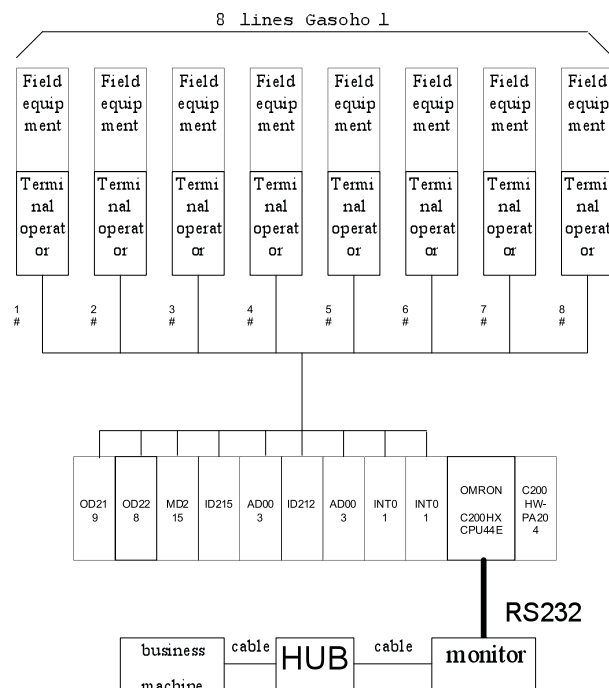 8 lines Gasoho l
Field Field Field Field Field Field Field Field
equip equip equip equip equip equip equip equip
ment ment ment ment ment ment ment ment
Termi Termi Termi Termi Termi Termi Termi Termi
nal nal nal nal nal nal nal nal
operat operat operat operat operat operat operat operat
or or or or or or or or
1 2 3 4 5 6 7 8
# # # # # # # #
OD21
9
OD22
8
MD2
15
ID215
AD00
3
ID212
AD00
3
INT0
1
INT0
1
OMRON
C200HX
CPU44E
C200
HW-
PA20
4
RS232
business
machine
cable
HUB
cable
monitor